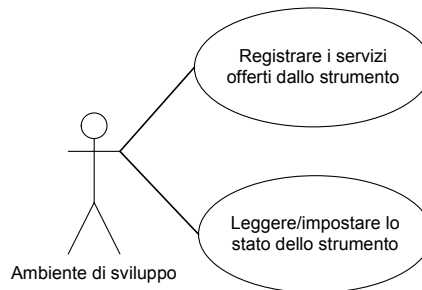 Registrare i servizi
offerti dallo strumento
Leggere/impostare lo
stato dello strumento
Ambiente di sviluppo